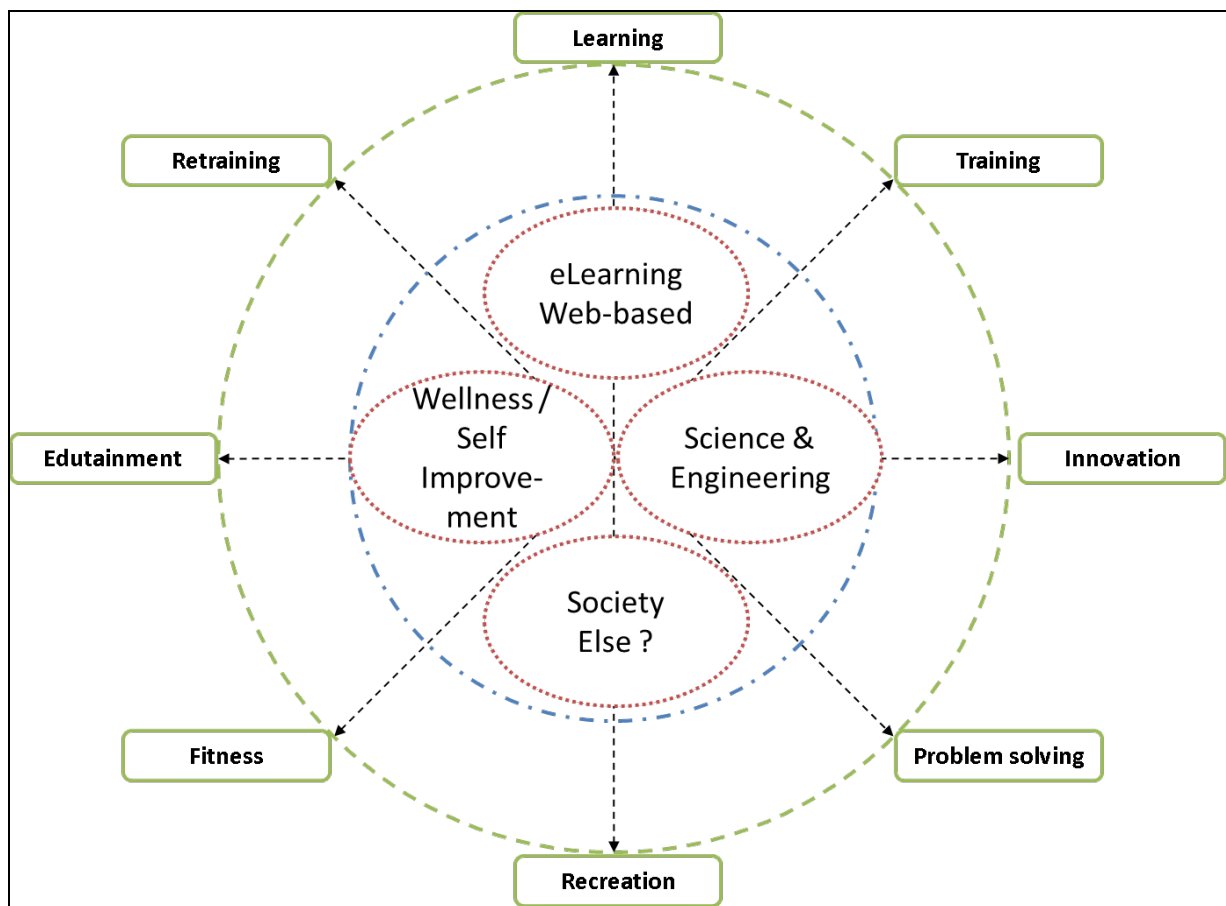 Learning
Retraining
Training
eLearning
Web-based
Wellness /
Self
Improve-
ment
Science &
Engineering
Edutainment
Innovation
Society
Else ?
Fitness
Problem solving
Recreation